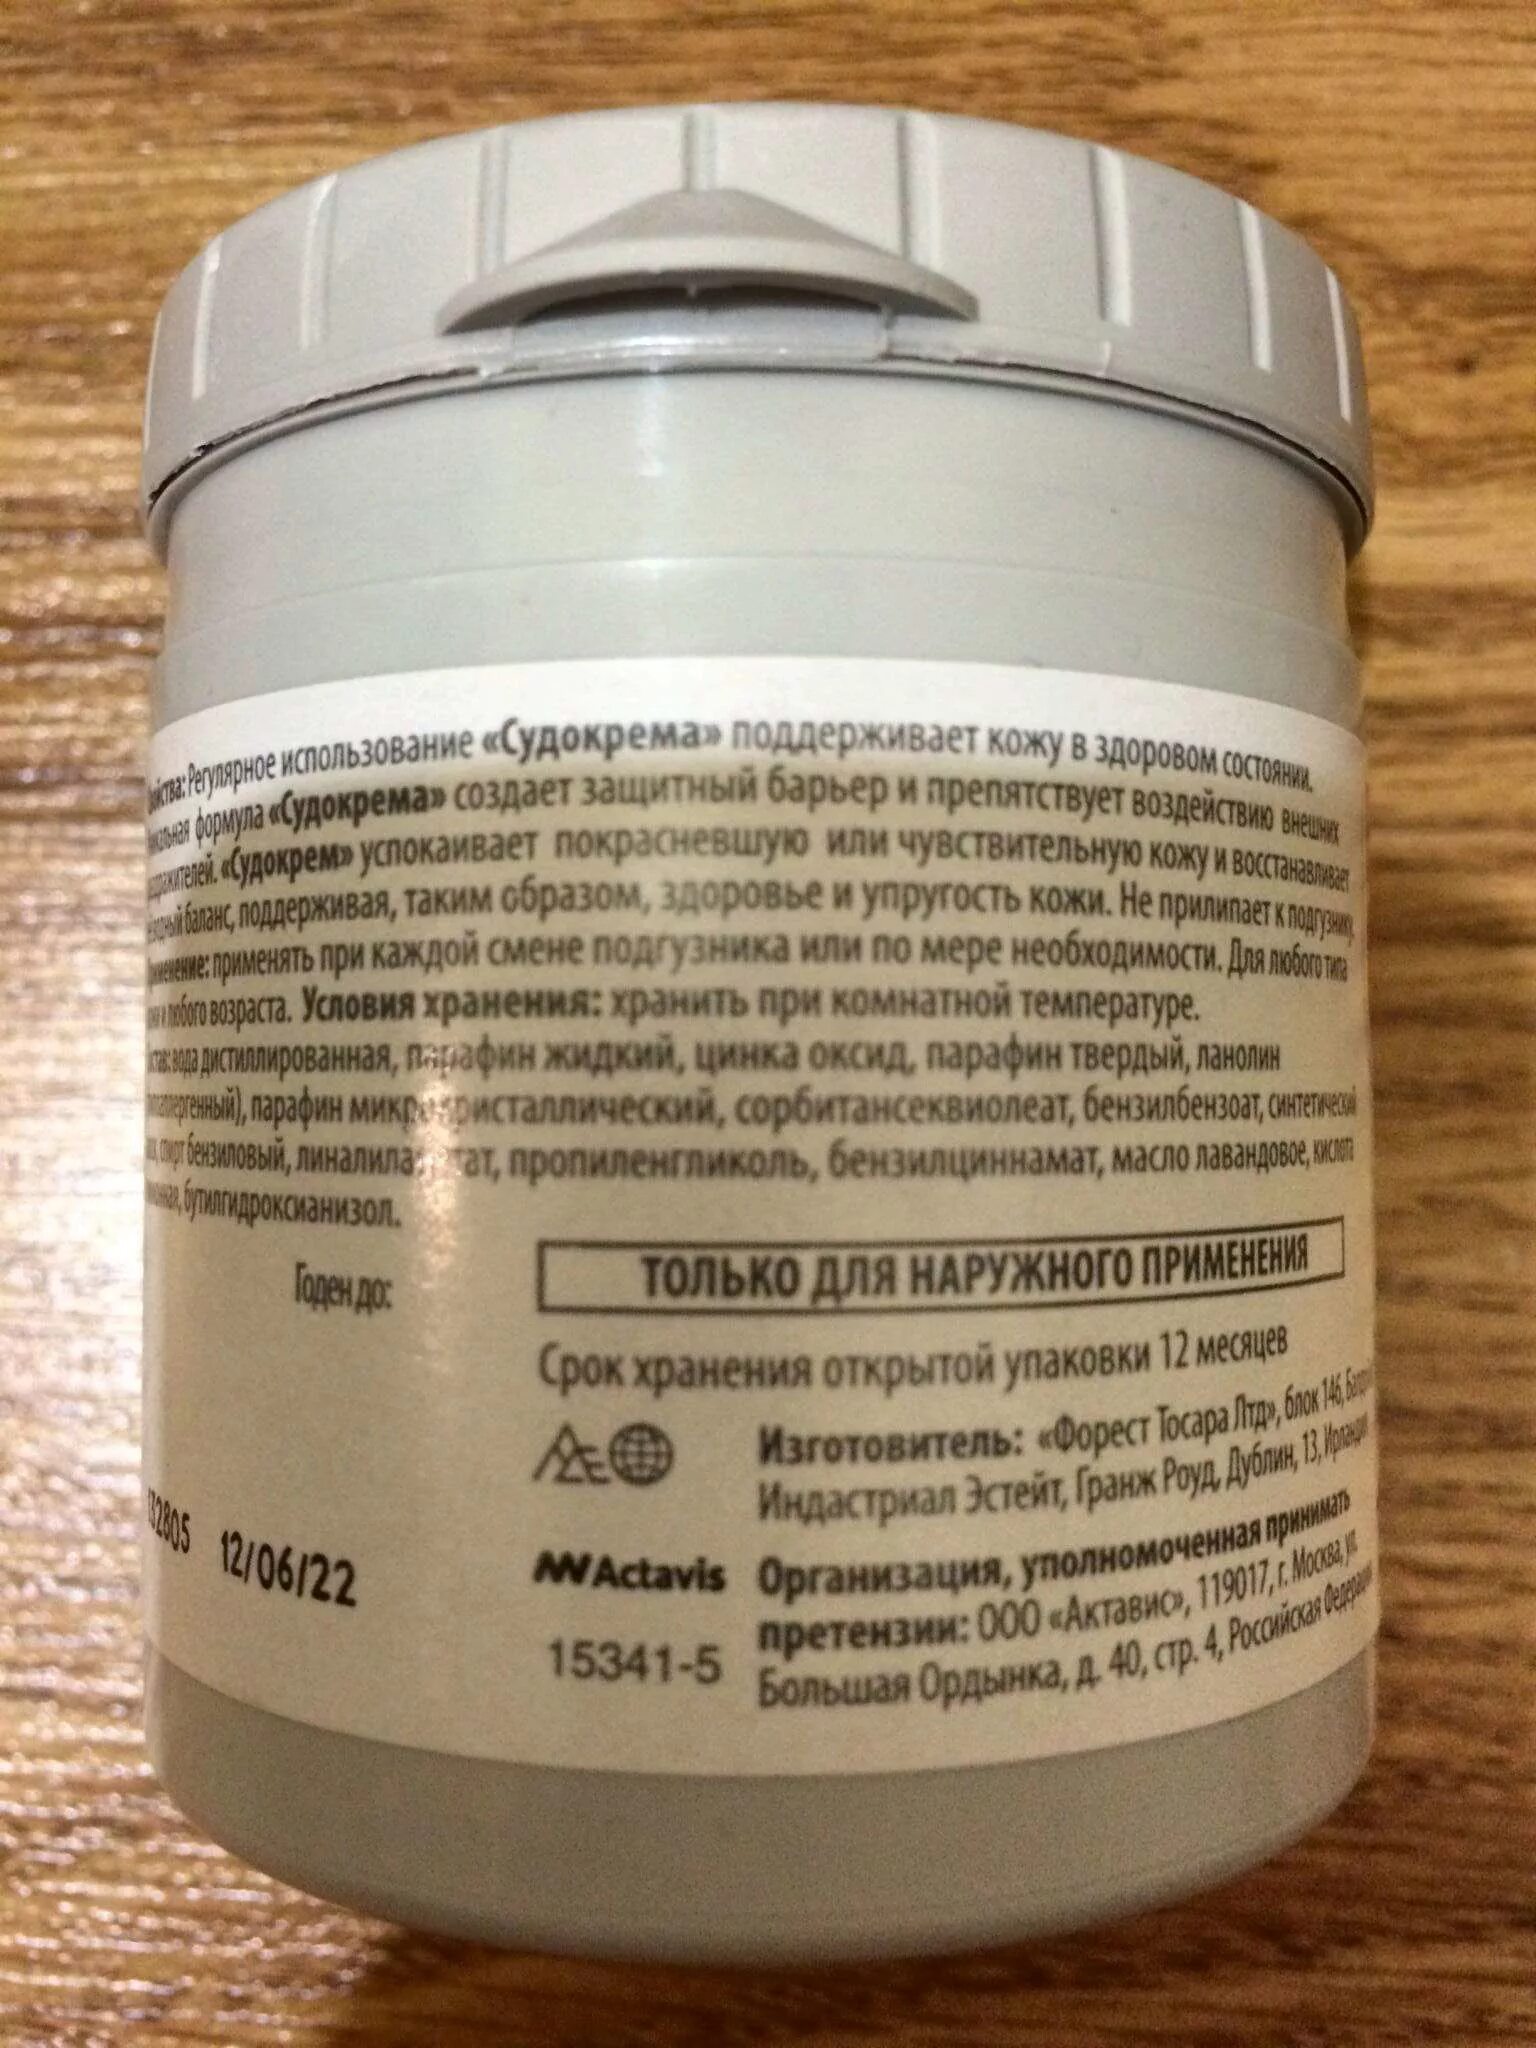 Регулярное использование «Судокрема» поддерживает кожу в здоровом состоянии.
формула «Судокрема» создает защитный барьер и препятствует воздействию внешних
«Судокрем» успокаивает покрасневшую или чувствительную кожу и восстанавливает
баланс, поддерживая, таким образом, здоровье и упругость кожи. Не прилипает к подгузнику.
применять при каждой смене подгузника или по мере необходимости. Для любого типа
и любого возраста. Условия хранения: хранить при комнатной температуре.
вода дистиллированная, парафин жидкий, цинка оксид, парафин твердый, ланолин
парафин микрокристаллический, сорбитансеквиолеат, бензилбензоат, синтетический
спирт бензиловый, пропиленгликоль, бензилциннамат, масло лавандовое, кислота
бутилгидроксианизол.
Годен до:
ТОЛЬКО ДЛЯ НАРУЖНОГО ПРИМЕНЕНИЯ
Срок хранения открытой упаковки 12 месяцев
Изготовитель: «Форест Тосара Лтд», блок 146,
Индастриал Эстейт, Гранж Роуд, Дублин, 13,
32805 12/06/22
Actavis
Организация, уполномоченная принимать
претензии: ООО «Актавис», 119017, г. Москва, ул.
15341-5
Большая Ордынка, д. 40, стр. 4, Российская